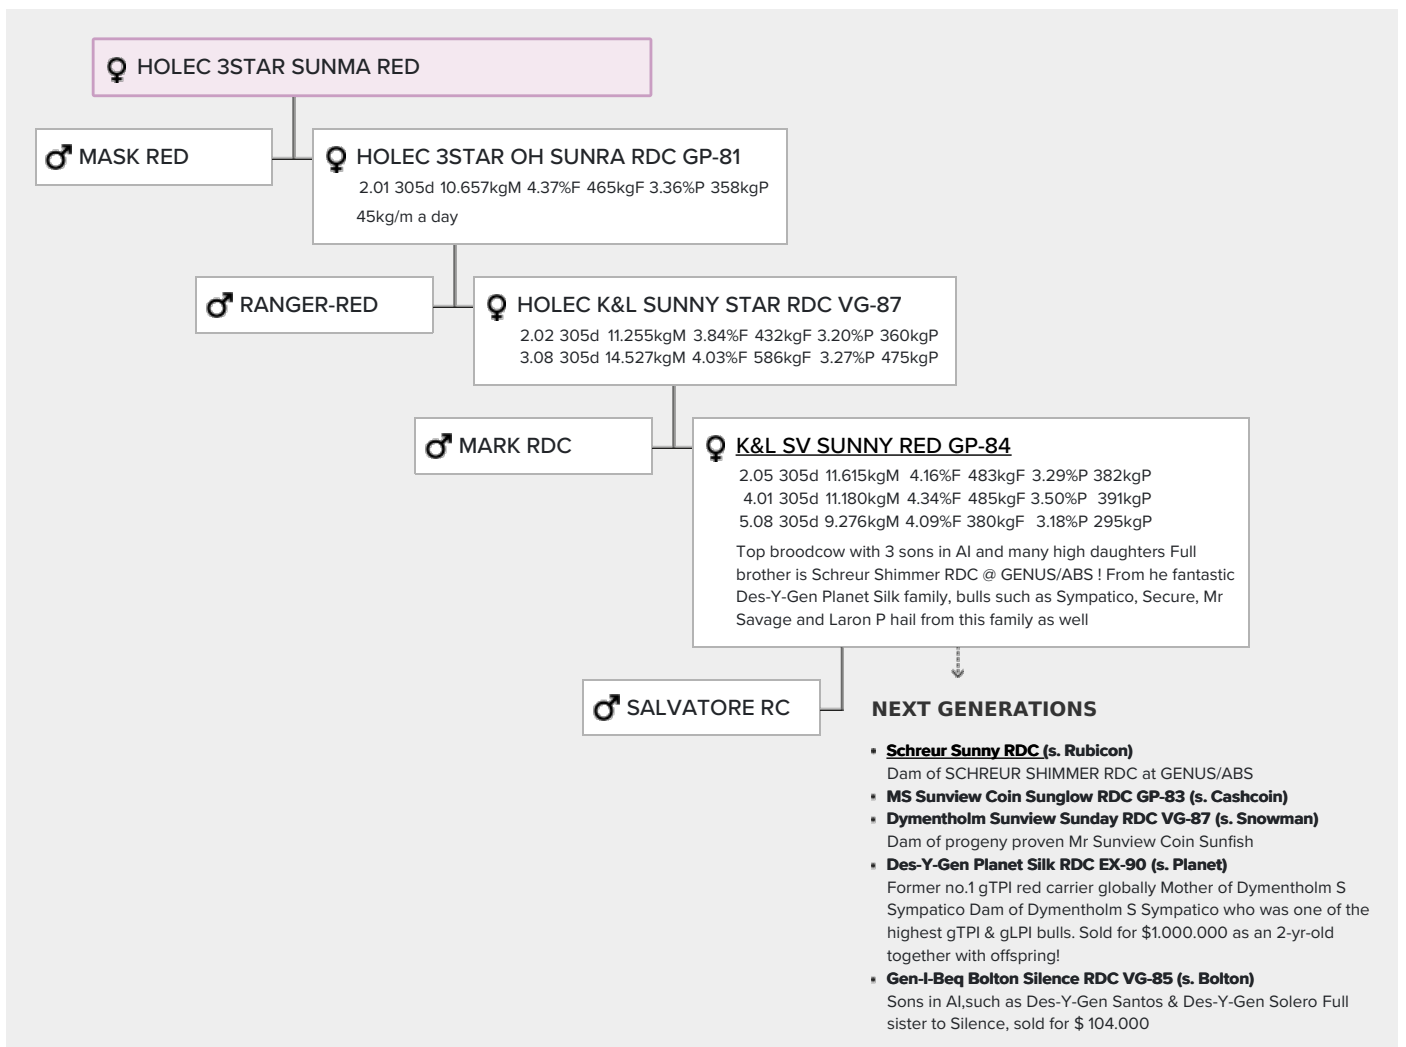 HOLEC 3STAR SUNMA RED
MASK RED
HOLEC 3STAR OH SUNRA RDC GP-81
2.01 305d 10.657kgM 4.37%F 465kgF 3.36%P 358kgP
45kg/m a day
RANGER-RED
HOLEC K&L SUNNY STAR RDC VG-87
2.02 305d 11.255kgM 3.84%F 432kgF 3.20%P 360kgP
3.08 305d 14.527kgM 4.03%F 586kgF 3.27%P 475kgP
MARK RDC
K&L SV SUNNY RED GP-84
2.05 305d 11.615kgM 4.16%F 483kgF 3.29%P 382kgP
4.01 305d 11.180kgM 4.34%F 485kgF 3.50%P 391kgP
5.08 305d 9.276kgM 4.09%F 380kgF 3.18%P 295kgP
Top broodcow with 3 sons in AI and many high daughters Full
brother is Schreur Shimmer RDC @ GENUS/ABS ! From he fantastic
Des-Y-Gen Planet Silk family, bulls such as Sympatico, Secure, Mr
Savage and Laron P hail from this family as well
SALVATORE RC
NEXT GENERATIONS
▪ Schreur Sunny RDC (s. Rubicon)
Dam of SCHREUR SHIMMER RDC at GENUS/ABS
▪ MS Sunview Coin Sunglow RDC GP-83 (s. Cashcoin)
▪ Dymentholm Sunview Sunday RDC VG-87 (s. Snowman)
Dam of progeny proven Mr Sunview Coin Sunfish
▪ Des-Y-Gen Planet Silk RDC EX-90 (s. Planet)
Former no.1 gTPI red carrier globally Mother of Dymentholm S
Sympatico Dam of Dymentholm S Sympatico who was one of the
highest gTPI & gLPI bulls. Sold for $1.000.000 as an 2-yr-old
together with offspring!
▪ Gen-I-Beq Bolton Silence RDC VG-85 (s. Bolton)
Sons in AI,such as Des-Y-Gen Santos & Des-Y-Gen Solero Full
sister to Silence, sold for $ 104.000